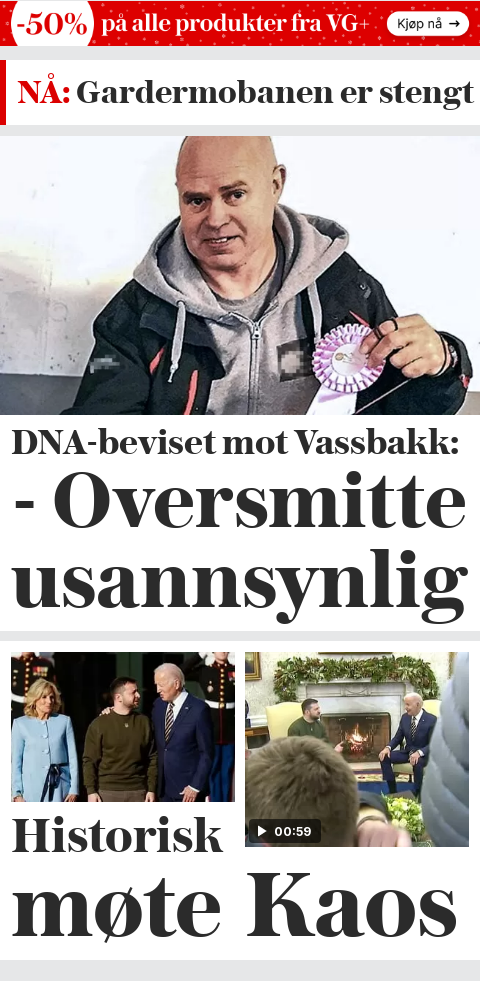 -50% på alle produkter fra VG+ Kjøp nå →
NÅ: Gardermobanen er stengt
DNA-beviset mot Vassbakk:
- Oversmitte
usannsynlig
00:59
Historisk
møte
Kaos